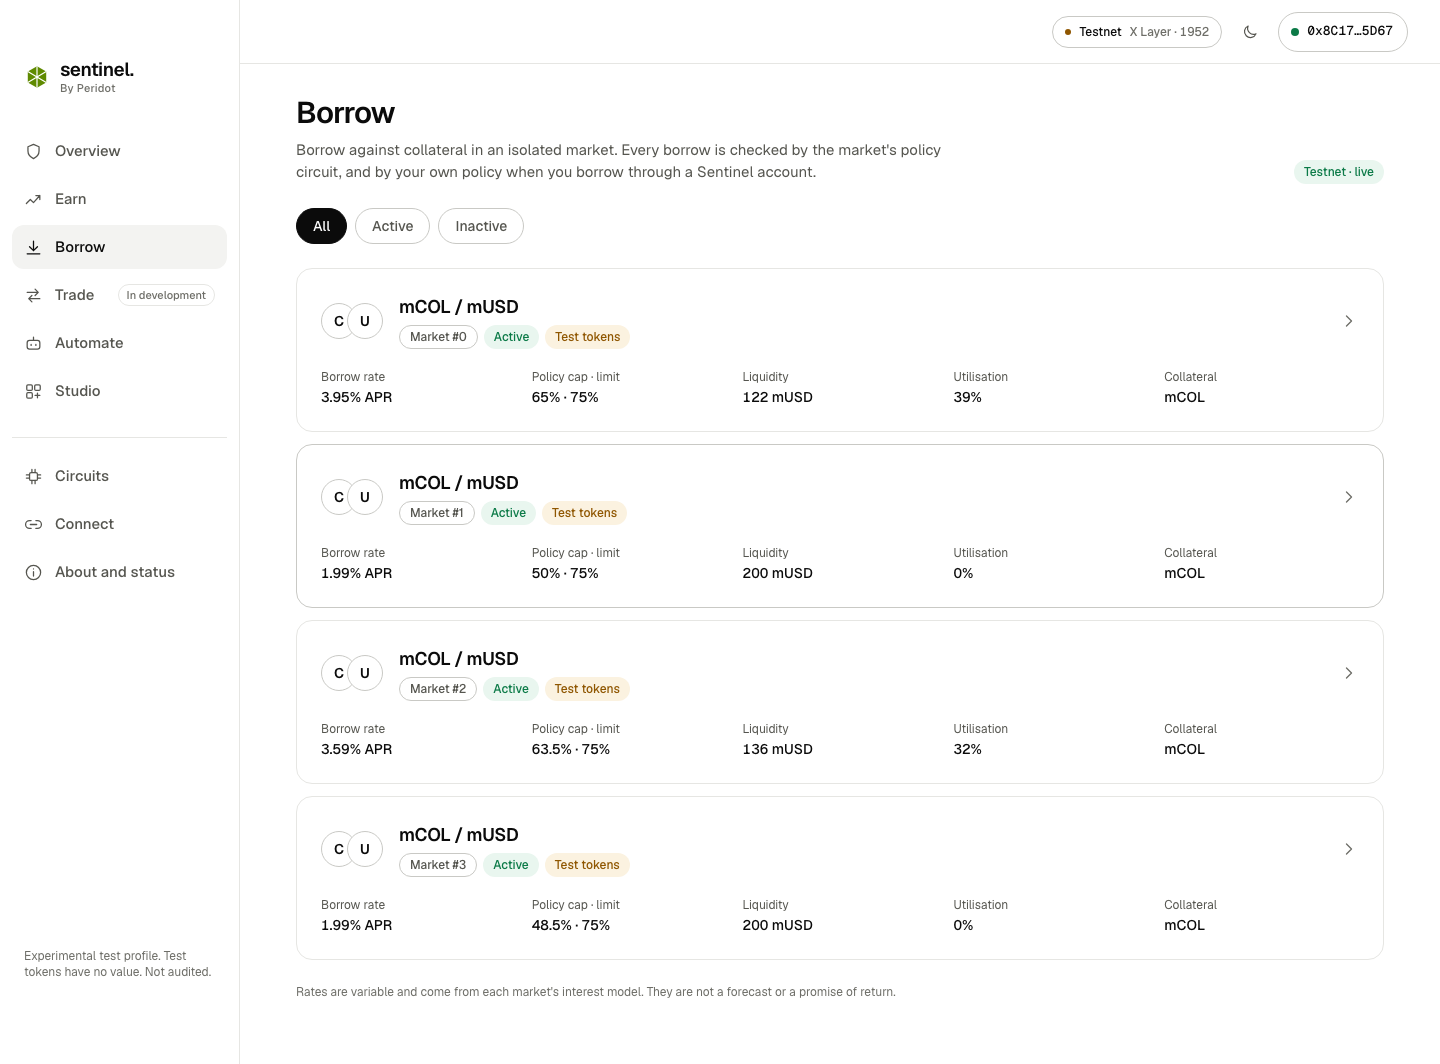 Testnet X Layer · 1952
0x8C17…5D67
sentinel.
By Peridot
Overview
Earn
Borrow
Trade In development
Automate
Studio
Circuits
Connect
About and status
Experimental test profile. Test
tokens have no value. Not audited.
Borrow
Borrow against collateral in an isolated market. Every borrow is checked by the market's policy
circuit, and by your own policy when you borrow through a Sentinel account.
Testnet · live
All Active Inactive
C U mCOL / mUSD
Market #0 Active Test tokens
Borrow rate Policy cap · limit Liquidity Utilisation Collateral
3.95% APR 65% · 75% 122 mUSD 39% mCOL
C U mCOL / mUSD
Market #1 Active Test tokens
Borrow rate Policy cap · limit Liquidity Utilisation Collateral
1.99% APR 50% · 75% 200 mUSD 0% mCOL
C U mCOL / mUSD
Market #2 Active Test tokens
Borrow rate Policy cap · limit Liquidity Utilisation Collateral
3.59% APR 63.5% · 75% 136 mUSD 32% mCOL
C U mCOL / mUSD
Market #3 Active Test tokens
Borrow rate Policy cap · limit Liquidity Utilisation Collateral
1.99% APR 48.5% · 75% 200 mUSD 0% mCOL
Rates are variable and come from each market's interest model. They are not a forecast or a promise of return.